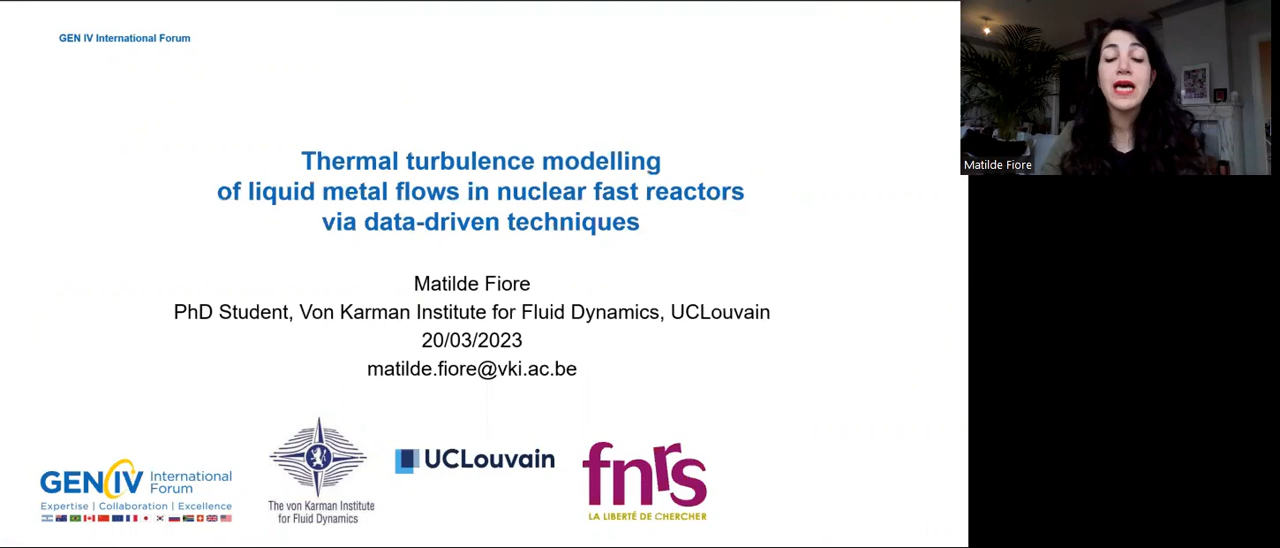 GEN IV International Forum
Thermal turbulence modelling
of liquid metal flows in nuclear fast reactors
via data-driven techniques
Matilde Fiore
PhD Student, Von Karman Institute for Fluid Dynamics, UCLouvain
20/03/2023
matilde.fiore@vki.ac.be
GEN IV International
Forum
Expertise | Collaboration | Excellence
The von Karman Institute
for Fluid Dynamics
UCLouvain
fnrs
LA LIBERTÉ DE CHERCHER
Matilde Fiore